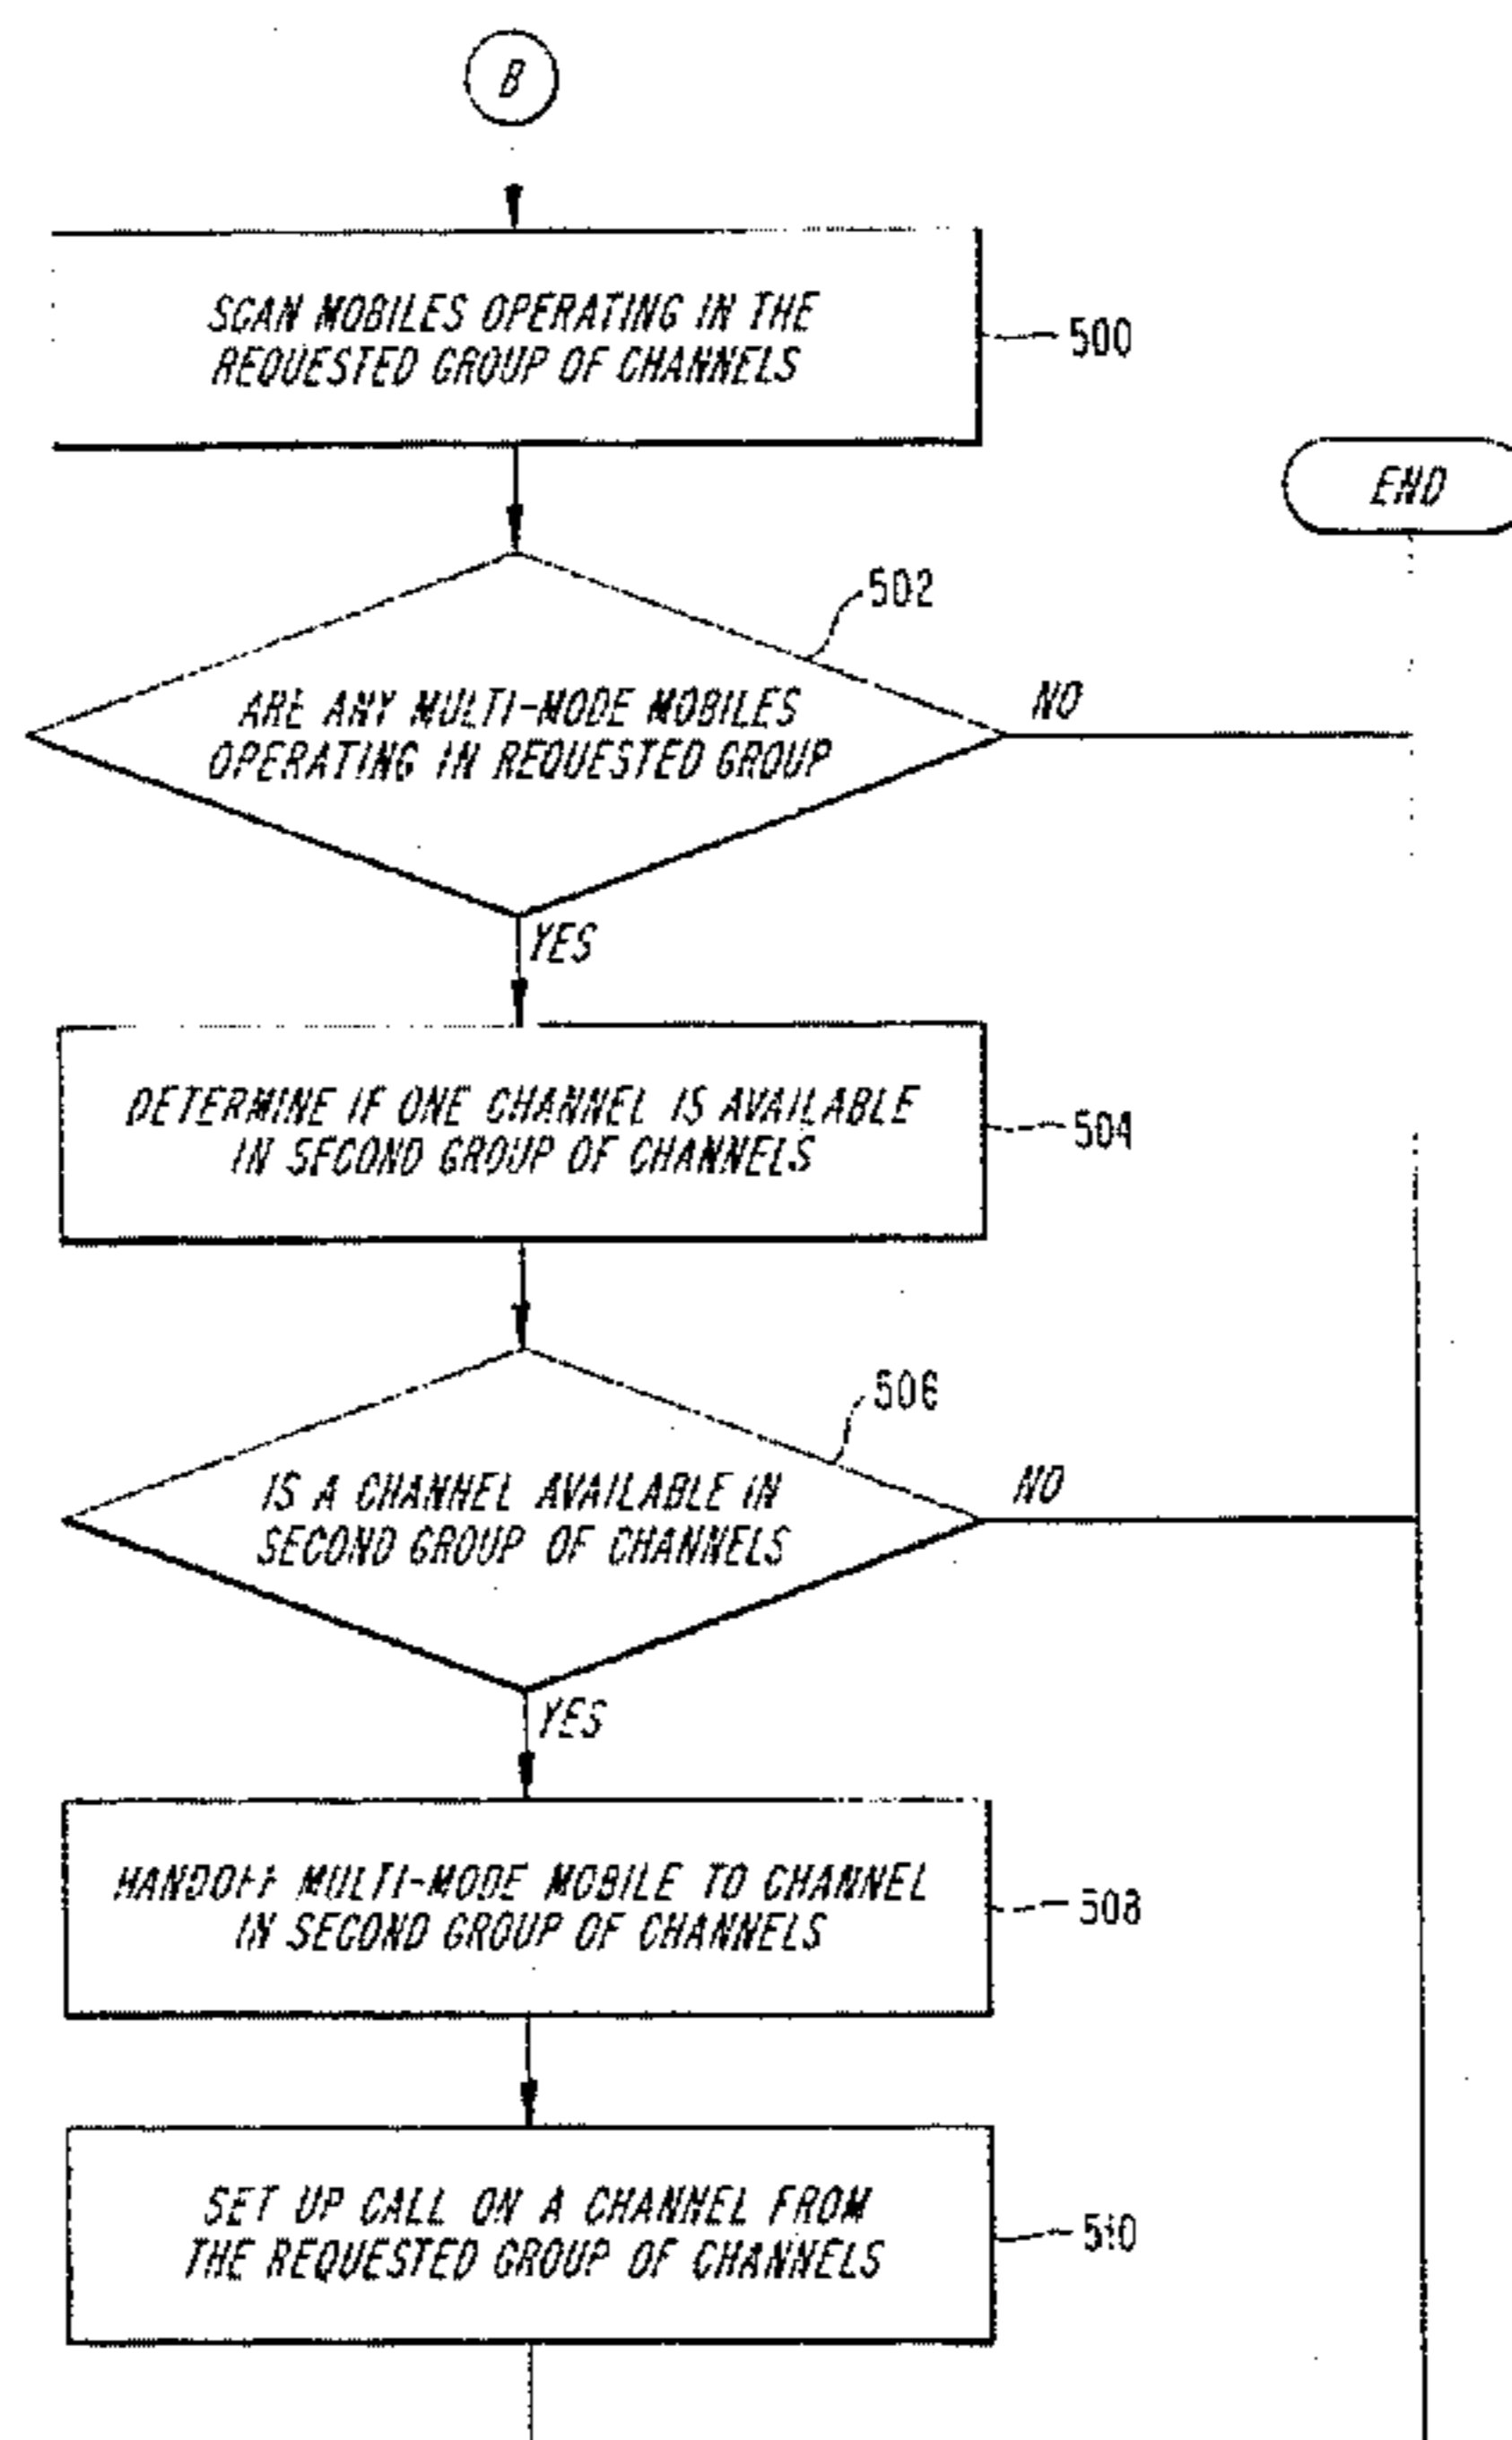 B
SCAN MOBILES OPERATING IN THE
REQUESTED GROUP OF CHANNELS
500
END
502
ARE ANY MULTI-MODE MOBILES
OPERATING IN REQUESTED GROUP
NO
YES
DETERMINE IF ONE CHANNEL IS AVAILABLE
IN SECOND GROUP OF CHANNELS
504
506
IS A CHANNEL AVAILABLE IN
SECOND GROUP OF CHANNELS
NO
YES
HANDOFF MULTI-MODE MOBILE TO CHANNEL
IN SECOND GROUP OF CHANNELS
508
SET UP CALL ON A CHANNEL FROM
THE REQUESTED GROUP OF CHANNELS
510